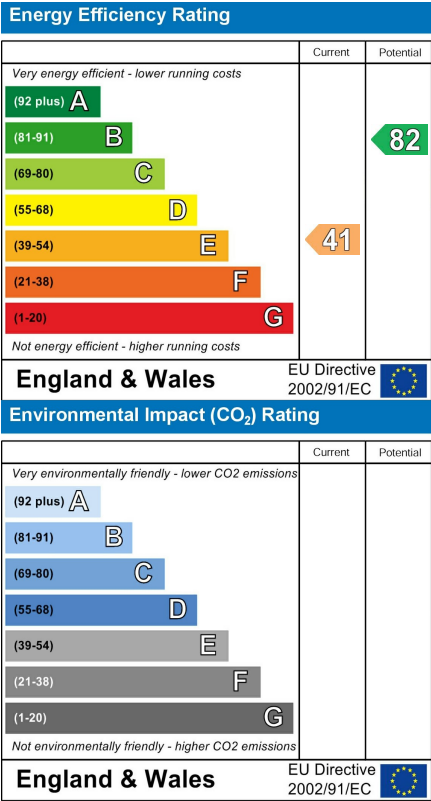 Energy Efficiency Rating
Current Potential
Very energy efficient - lower running costs
(92 plus) A
(81-91) B
82
(69-80) C
(55-68) D
(39-54) E
41
(21-38) F
(1-20) G
Not energy efficient - higher running costs
England & Wales
EU Directive
2002/91/EC
Environmental Impact (CO₂) Rating
Current Potential
Very environmentally friendly - lower CO2 emissions
(92 plus) A
(81-91) B
(69-80) C
(55-68) D
(39-54) E
(21-38) F
(1-20) G
Not environmentally friendly - higher CO2 emissions
England & Wales
EU Directive
2002/91/EC